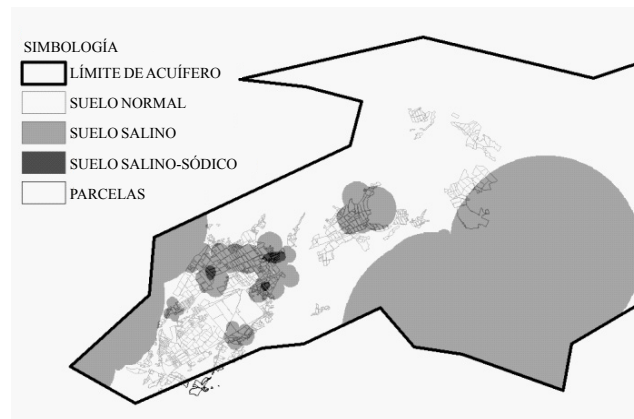 SIMBOLOGÍA
LÍMITE DE ACUÍFERO
SUELO NORMAL
SUELO SALINO
SUELO SALINO-SÓDICO
PARCELAS